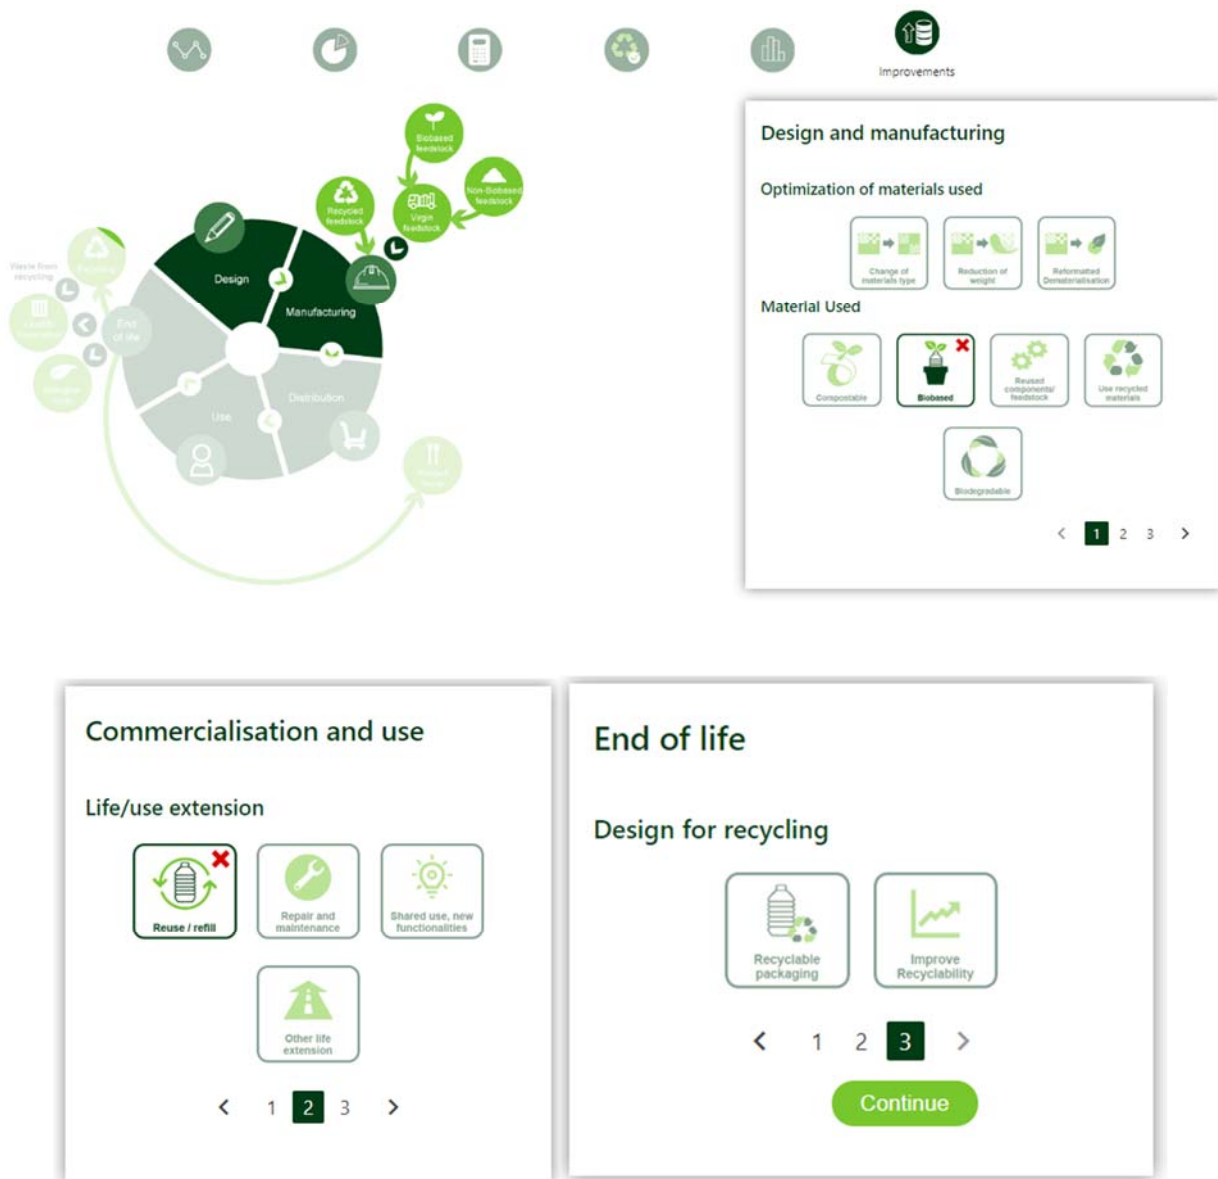 Improvements
Biobased
feedstock
Non-Biobased
feedstock
Recycled
feedstock
Virgin
feedstock
Design
Manufacturing
Waste from
recycling
Recycling
End
of life
Use
Distribution
Design and manufacturing
Optimization of materials used
Change of
materials type
Reduction of
weight
Reformatted
Dematerialisation
Material Used
Compostable
Biobased
Reused
components/
feedstock
Use recycled
materials
Biodegradable
< 1 2 3 >
Commercialisation and use
Life/use extension
Reuse / refill
Repair and
maintenance
Shared use, new
functionalities
Other life
extension
< 1 2 3 >
End of life
Design for recycling
Recyclable
packaging
Improve
Recyclability
< 1 2 3 >
Continue